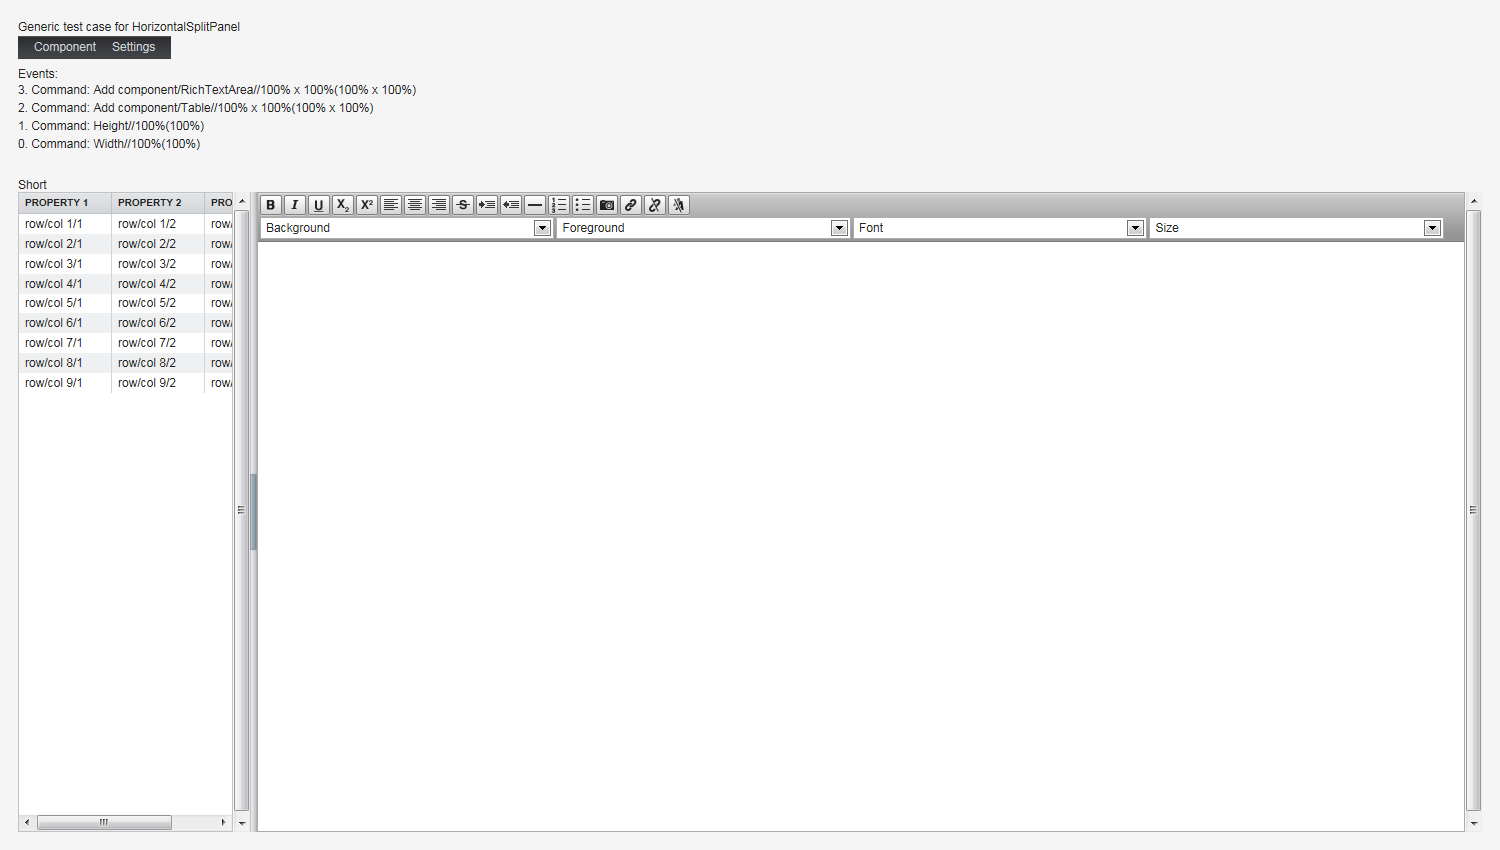 Generic test case for HorizontalSplitPanel
Component Settings
Events:
3. Command: Add component/RichTextArea//100% x 100%(100% x 100%)
2. Command: Add component/Table//100% x 100%(100% x 100%)
1. Command: Height//100%(100%)
0. Command: Width//100%(100%)
Short
PROPERTY 1 PROPERTY 2 PRO
row/col 1/1 row/col 1/2 row/
row/col 2/1 row/col 2/2 row/
row/col 3/1 row/col 3/2 row/
row/col 4/1 row/col 4/2 row/
row/col 5/1 row/col 5/2 row/
row/col 6/1 row/col 6/2 row/
row/col 7/1 row/col 7/2 row/
row/col 8/1 row/col 8/2 row/
row/col 9/1 row/col 9/2 row/
B I U X₂ X² S
Background Foreground Font Size